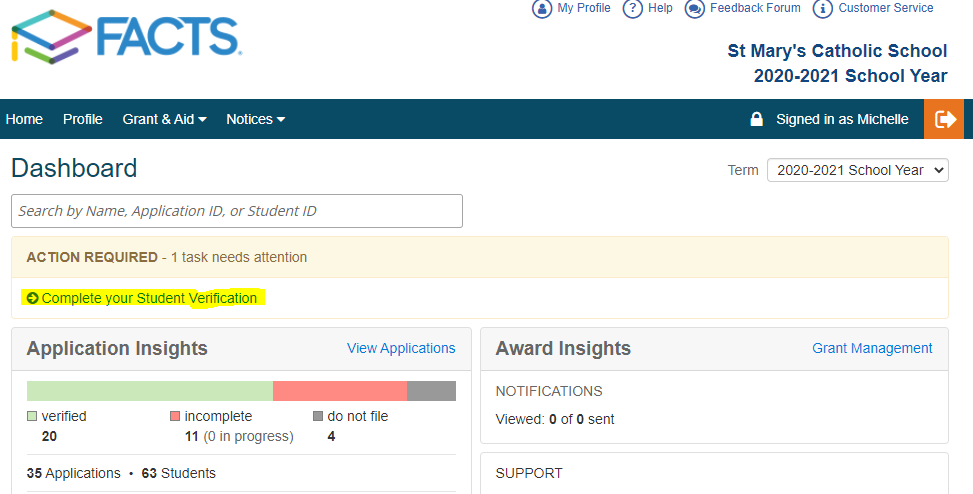 FACTS
My Profile Help Feedback Forum Customer Service
St Mary's Catholic School
2020-2021 School Year
Home Profile Grant & Aid Notices Signed in as Michelle
Dashboard
Term 2020-2021 School Year
Search by Name, Application ID, or Student ID
ACTION REQUIRED - 1 task needs attention
Complete your Student Verification
Application Insights View Applications
verified incomplete do not file
20 11 (0 in progress) 4
35 Applications • 63 Students
Award Insights Grant Management
NOTIFICATIONS
Viewed: 0 of 0 sent
SUPPORT